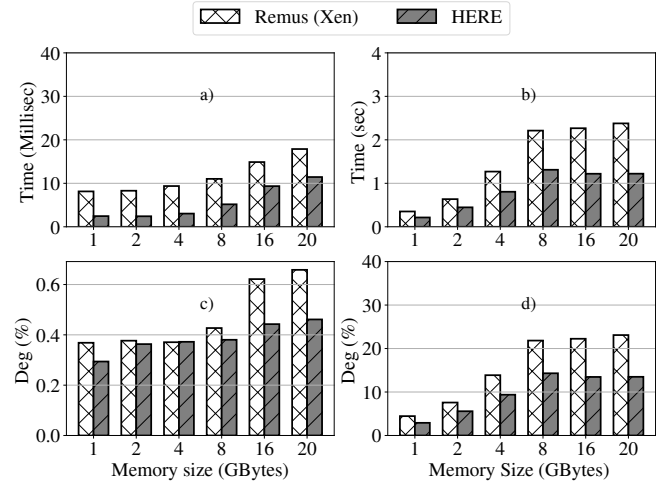 Remus (Xen) HERE
40
30
20
10
0
Time (Millisec)
a)
1 2 4 8 16 20
4
3
2
1
0
Time (sec)
b)
1 2 4 8 16 20
0.6
0.4
0.2
0.0
Deg (%)
c)
1 2 4 8 16 20
Memory size (GBytes)
40
30
20
10
0
Deg (%)
d)
1 2 4 8 16 20
Memory Size (GBytes)